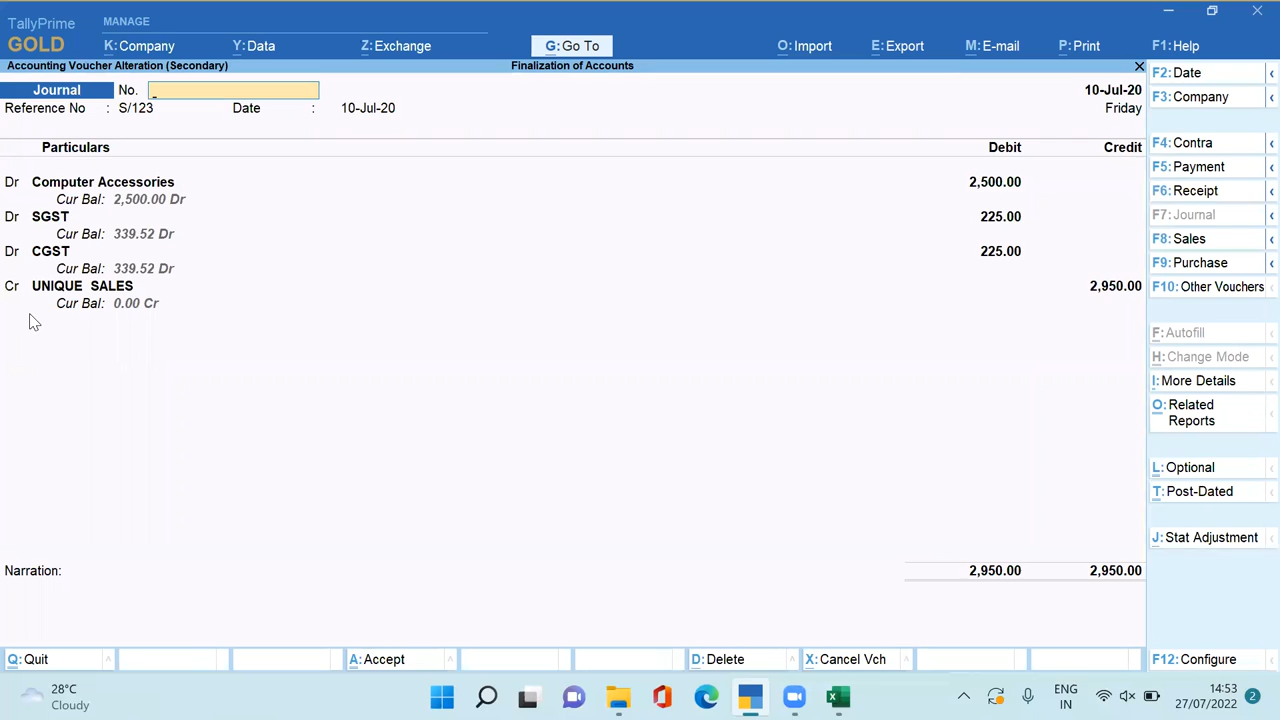 TallyPrime MANAGE
GOLD K:Company Y:Data Z:Exchange G:Go To O:Import E:Export M:E-mail P:Print F1:Help
Accounting Voucher Alteration (Secondary) Finalization of Accounts
Journal No. 10-Jul-20
Reference No : S/123 Date : 10-Jul-20 Friday
Particulars Debit Credit
Dr Computer Accessories 2,500.00
Cur Bal: 2,500.00 Dr
Dr SGST 225.00
Cur Bal: 339.52 Dr
Dr CGST 225.00
Cur Bal: 339.52 Dr
Cr UNIQUE SALES 2,950.00
Cur Bal: 0.00 Cr
Narration: 2,950.00 2,950.00
F2:Date
F3:Company
F4:Contra
F5:Payment
F6:Receipt
F7:Journal
F8:Sales
F9:Purchase
F10:Other Vouchers
F:Autofill
H:Change Mode
I:More Details
O:Related
Reports
L:Optional
T:Post-Dated
J:Stat Adjustment
Q:Quit A:Accept D:Delete X:Cancel Vch F12:Configure
28°C
Cloudy
ENG
IN
14:53
27/07/2022
2